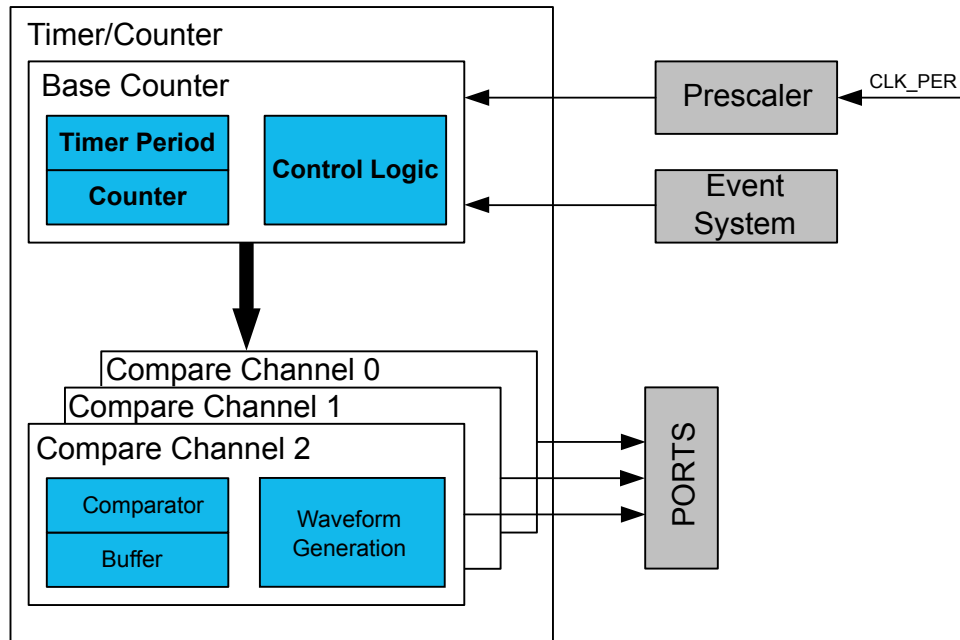 Timer/Counter
Base Counter
Timer Period
Counter
Control Logic
Prescaler
CLK_PER
Event
System
Compare Channel 0
Compare Channel 1
Compare Channel 2
Comparator
Buffer
Waveform
Generation
PORTS